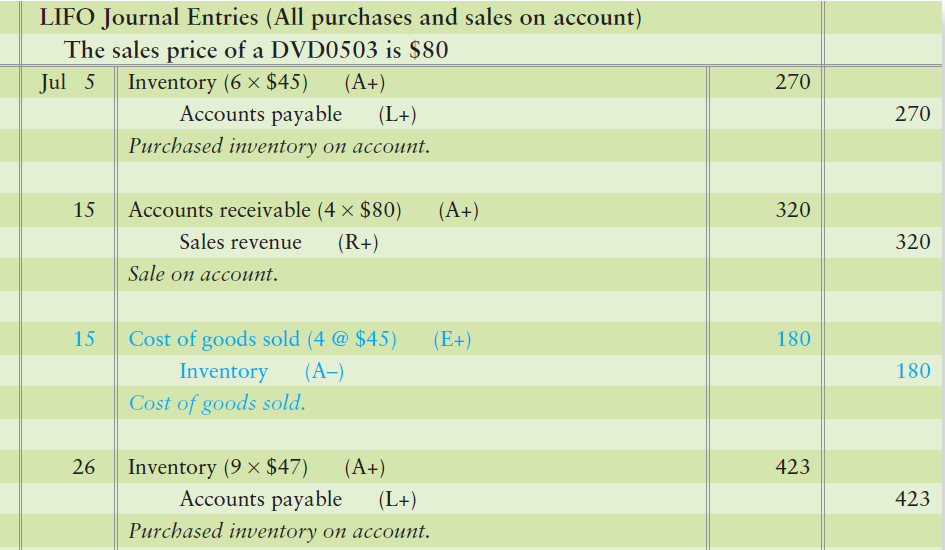 LIFO Journal Entries (All purchases and sales on account)
The sales price of a DVD0503 is $80
Jul 5 Inventory (6 × $45) (A+) 270
Accounts payable (L+) 270
Purchased inventory on account.
15 Accounts receivable (4 × $80) (A+) 320
Sales revenue (R+) 320
Sale on account.
15 Cost of goods sold (4 @ $45) (E+) 180
Inventory (A–) 180
Cost of goods sold.
26 Inventory (9 × $47) (A+) 423
Accounts payable (L+) 423
Purchased inventory on account.